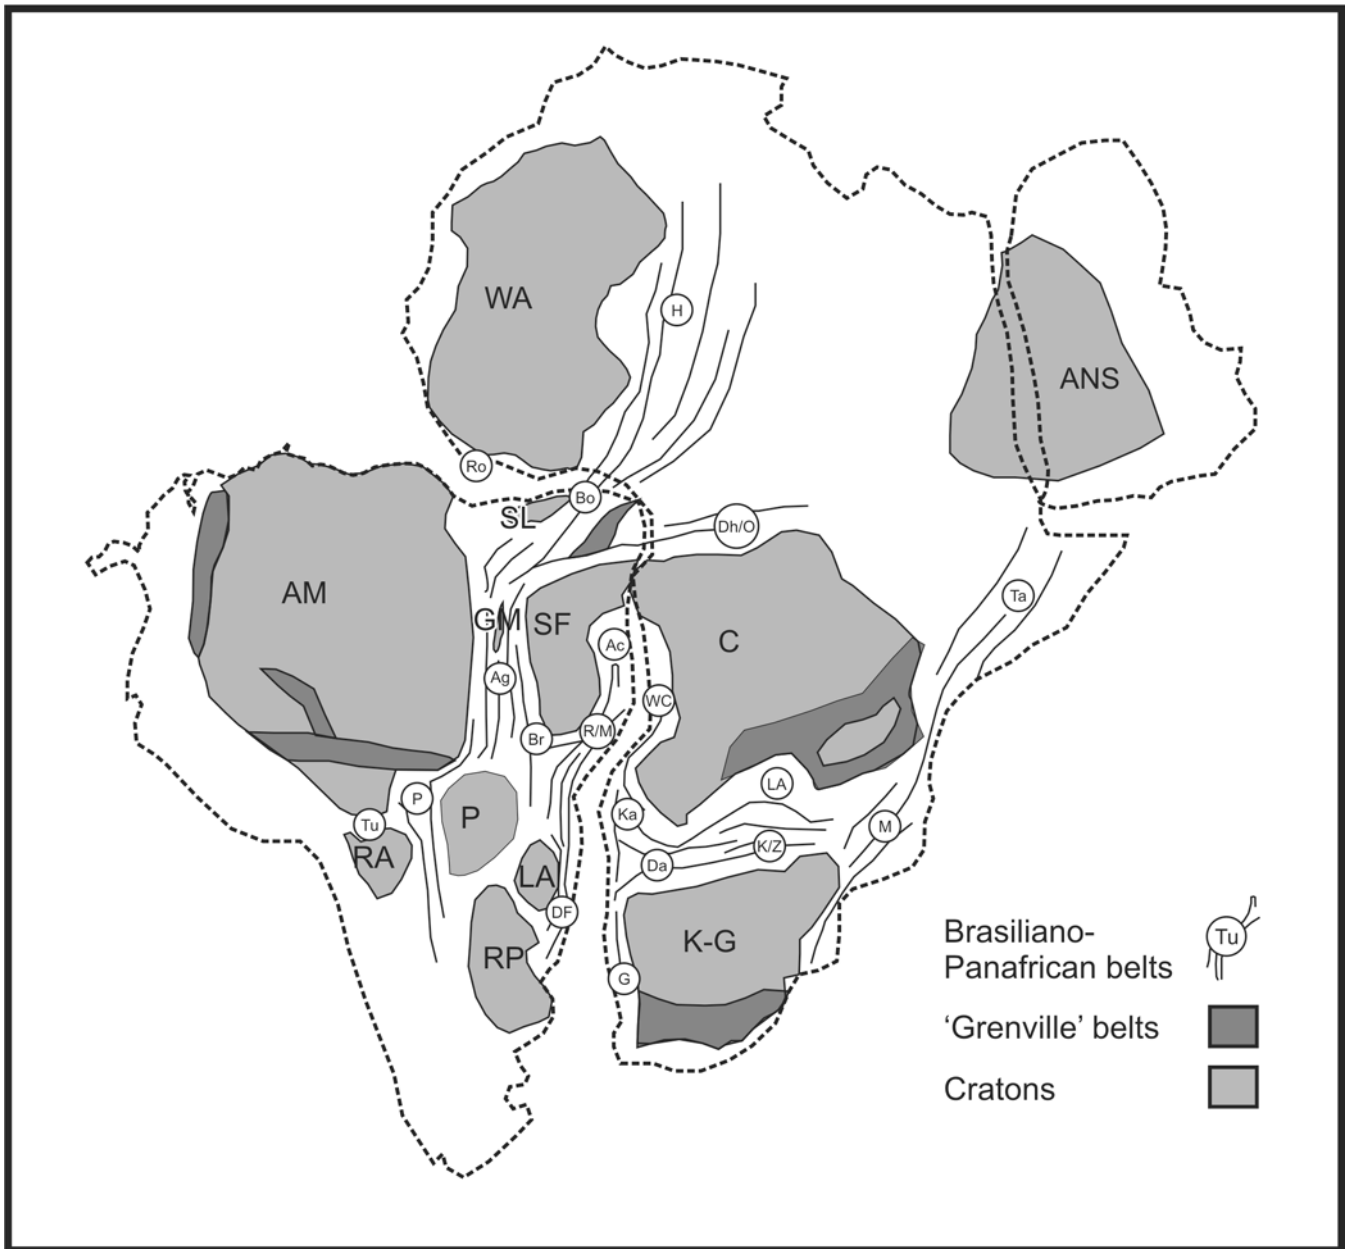 WA
H
ANS
Ro
Bo
SL
Dh/O
AM
Ta
GM
SF
Ac
C
Ag
WC
Br
R/M
LA
P
P
Ka
Tu
M
RA
Da
K/Z
LA
DF
K-G
RP
G
Brasiliano-
Panafrican belts
Tu
‘Grenville’ belts
Cratons